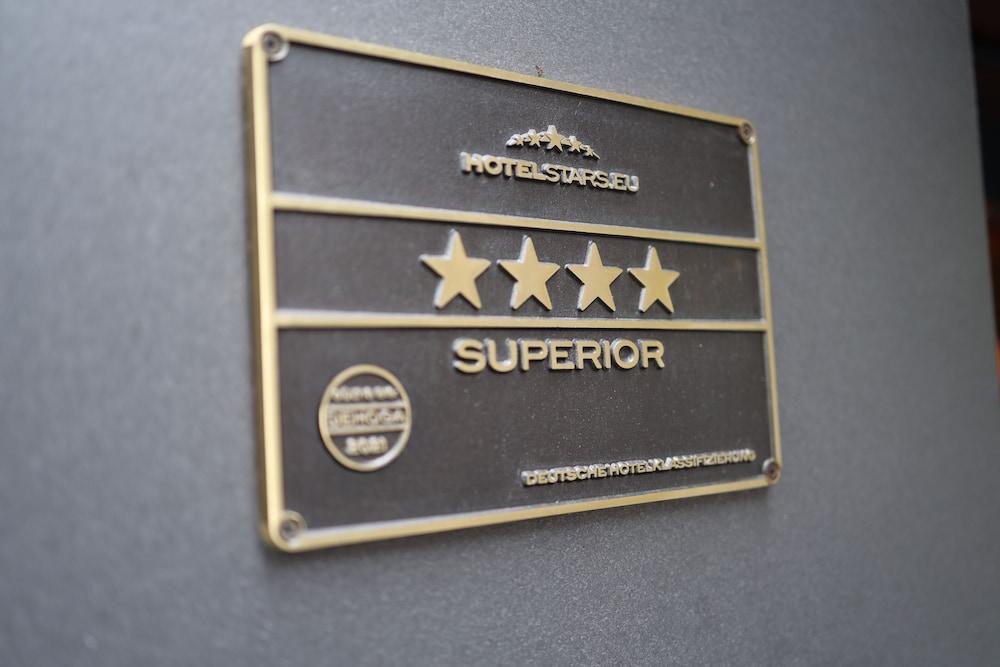 HOTELSTARS.EU
SUPERIOR
DEHOGA
2021
DEUTSCHE HOTELKLASSIFIZIERUNG